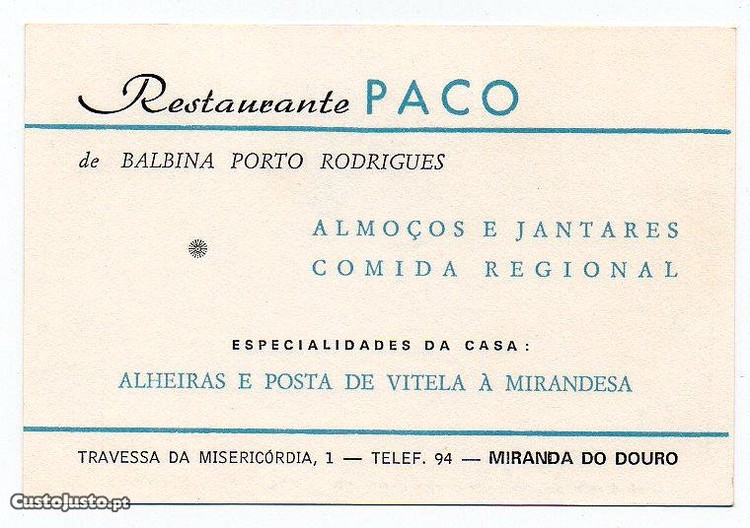 Restaurante PACO
de BALBINA PORTO RODRIGUES
ALMOÇOS E JANTARES
COMIDA REGIONAL
ESPECIALIDADES DA CASA:
ALHEIRAS E POSTA DE VITELA À MIRANDESA
TRAVESSA DA MISERICÓRDIA, 1 — TELEF. 94 — MIRANDA DO DOURO
CustoJusto.pt